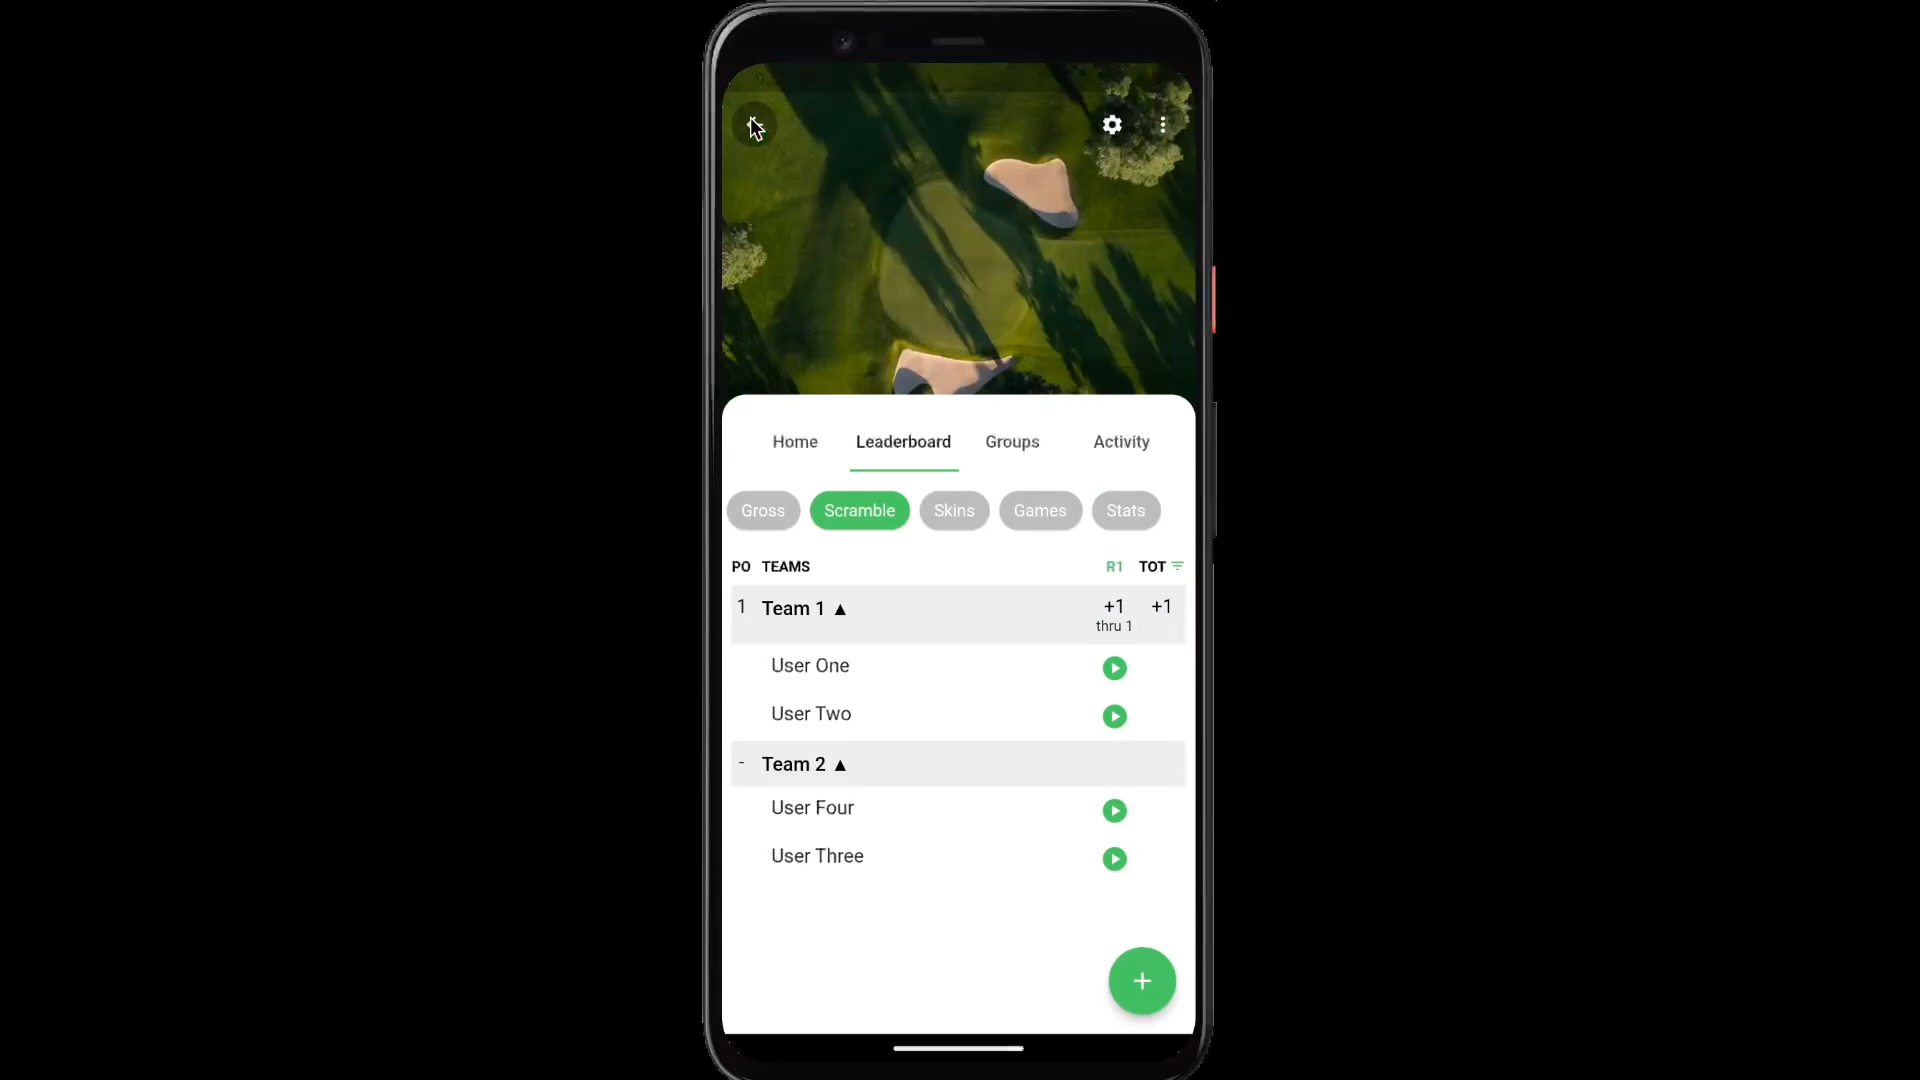 Home Leaderboard Groups Activity
Gross Scramble Skins Games Stats
PO TEAMS R1 TOT
1 Team 1 ▲ +1 +1
thru 1
User One
User Two
- Team 2 ▲
User Four
User Three